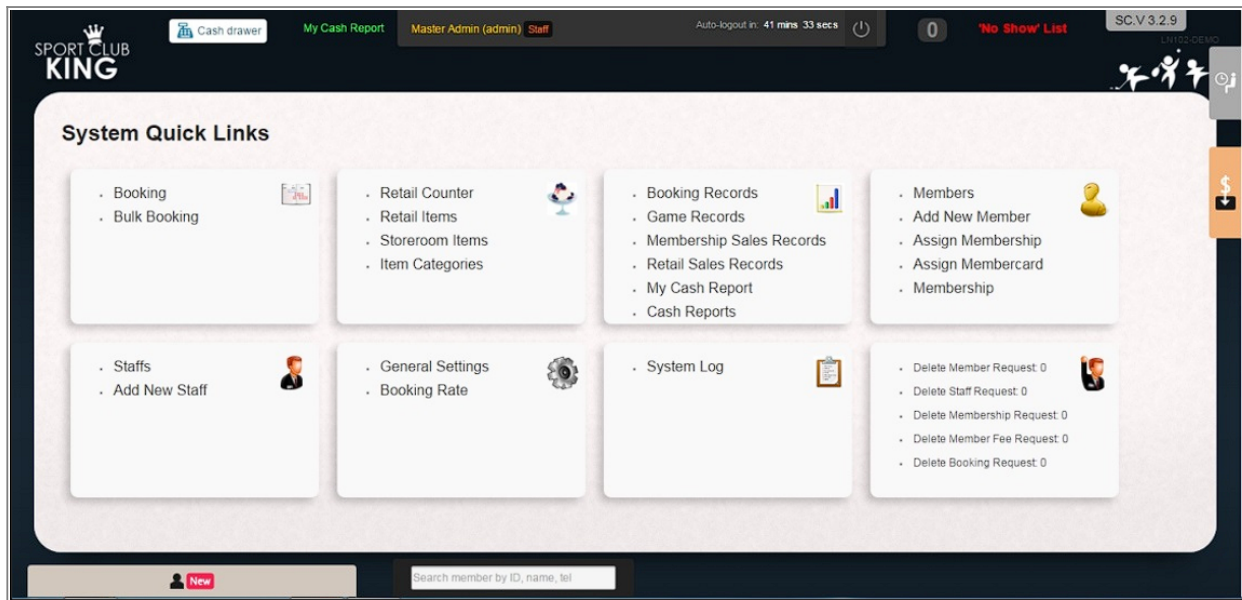 SPORT CLUB
KING
Cash drawer
My Cash Report
Master Admin (admin) Staff
Auto-logout in: 41 mins 33 secs
0
'No Show' List
SC.V 3.2.9
LN102-DEMO
System Quick Links
Booking
Bulk Booking
Retail Counter
Retail Items
Storeroom Items
Item Categories
Booking Records
Game Records
Membership Sales Records
Retail Sales Records
My Cash Report
Cash Reports
Members
Add New Member
Assign Membership
Assign Membercard
Membership
Staffs
Add New Staff
General Settings
Booking Rate
System Log
Delete Member Request: 0
Delete Staff Request: 0
Delete Membership Request: 0
Delete Member Fee Request: 0
Delete Booking Request: 0
New
Search member by ID, name, tel
$